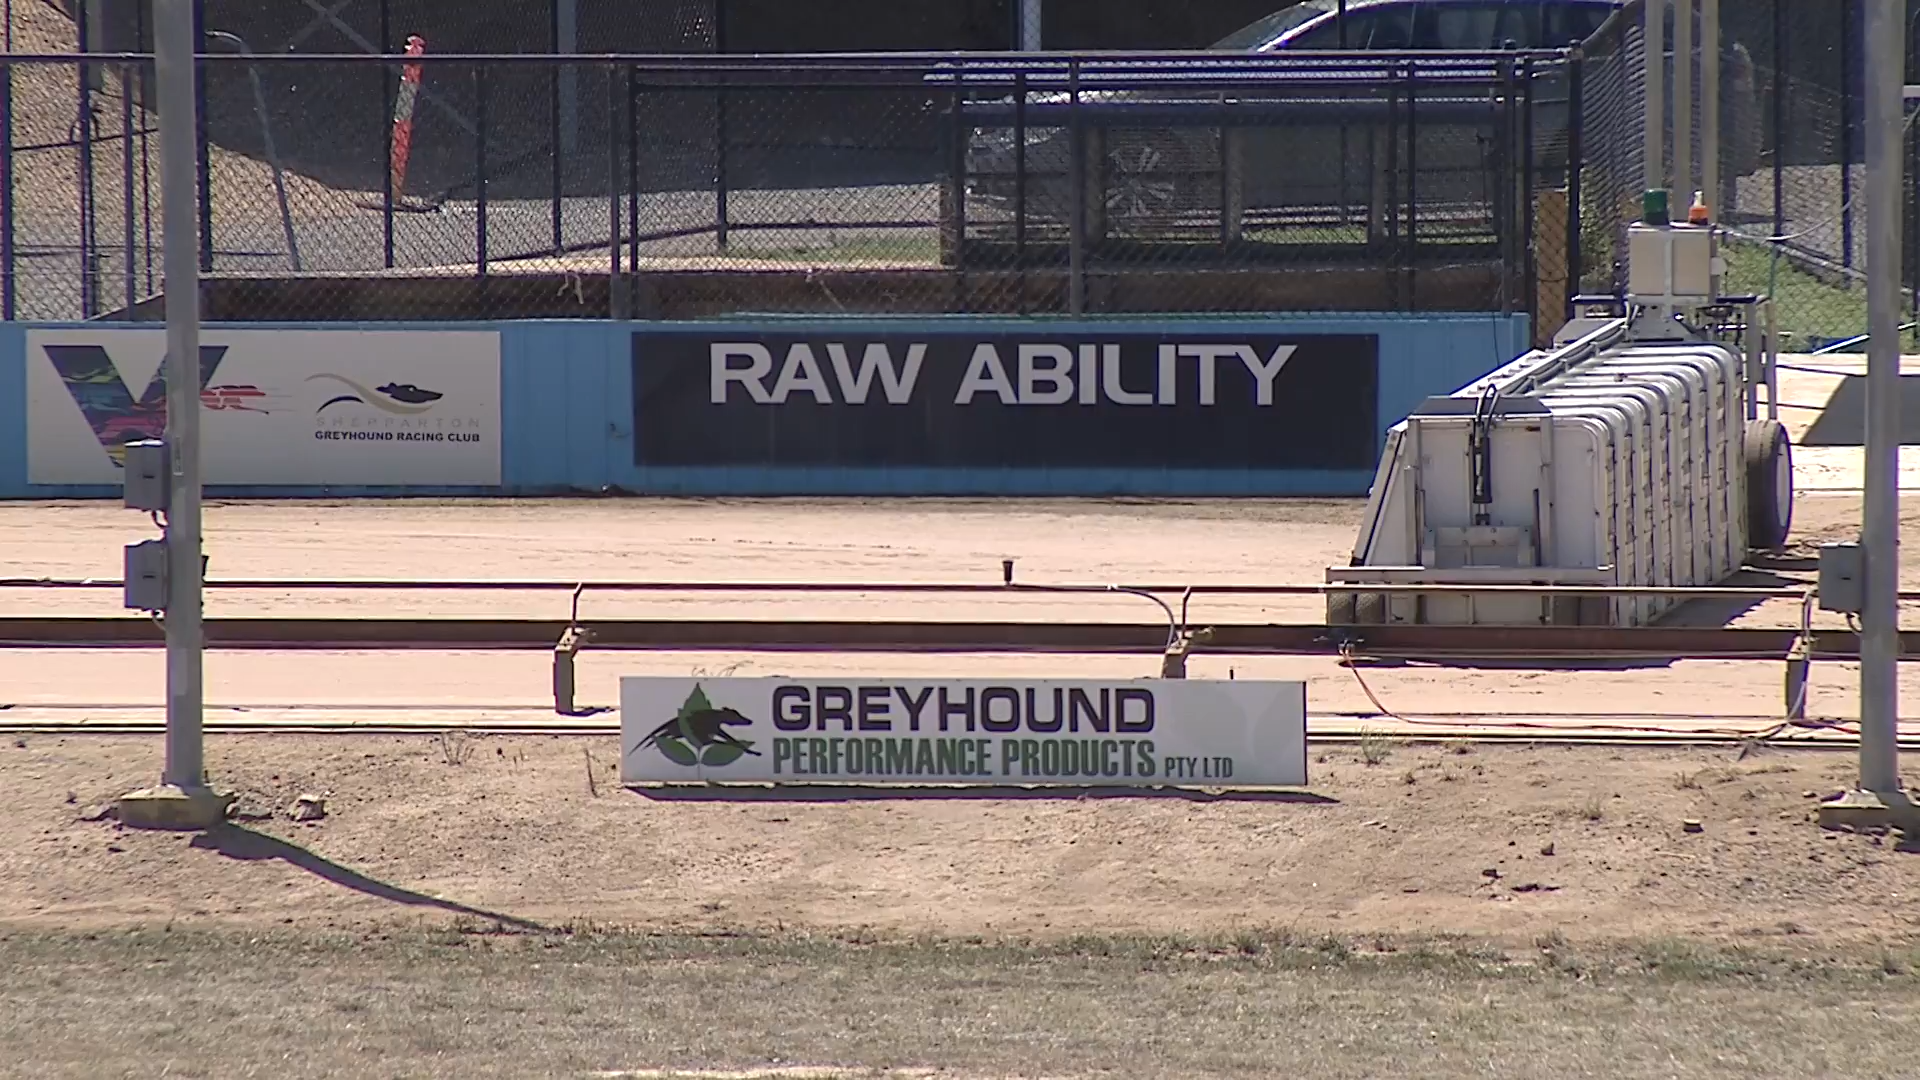 RAW ABILITY
SHEPPARTON
GREYHOUND RACING CLUB
GREYHOUND
PERFORMANCE PRODUCTS PTY LTD